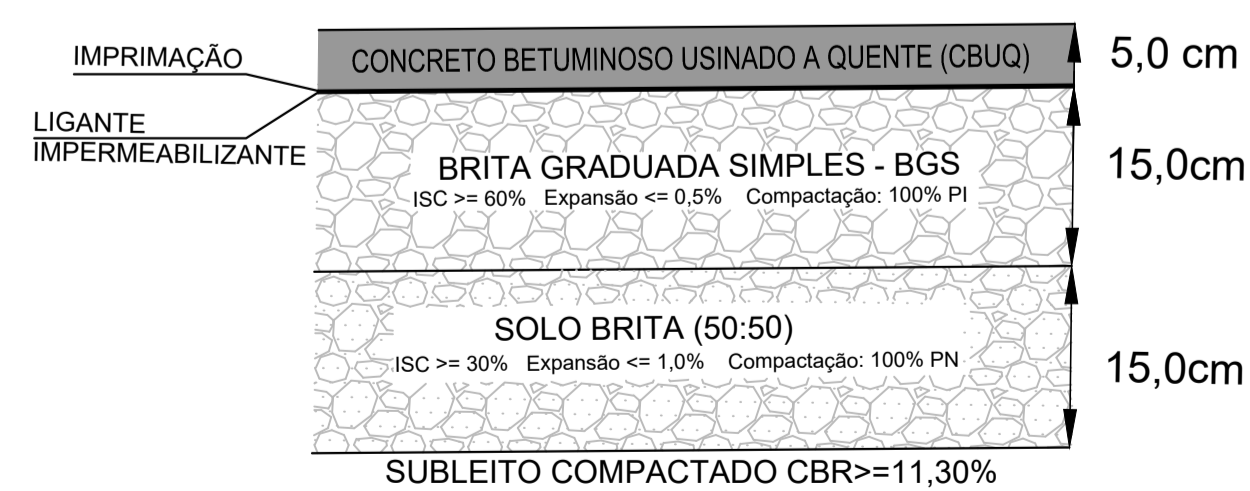 CONCRETO BETUMINOSO USINADO A QUENTE (CBUQ)
5,0 cm
IMPRIMAÇÃO
LIGANTE
IMPERMEABILIZANTE
BRITA GRADUADA SIMPLES - BGS
ISC >= 60% Expansão <= 0,5% Compactação: 100% PI
15,0cm
SOLO BRITA (50:50)
ISC >= 30% Expansão <= 1,0% Compactação: 100% PN
15,0cm
SUBLEITO COMPACTADO CBR>=11,30%